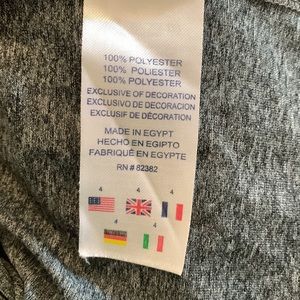 100% POLYESTER
100% POLIESTER
100% POLYESTER
EXCLUSIVE OF DECORATION
EXCLUSIVO DE DECORACION
EXCLUSIF DE DÉCORATION
MADE IN EGYPT
HECHO EN EGIPTO
FABRIQUÉ EN EGYPTE
RN # 82382
4 4 4
4 4